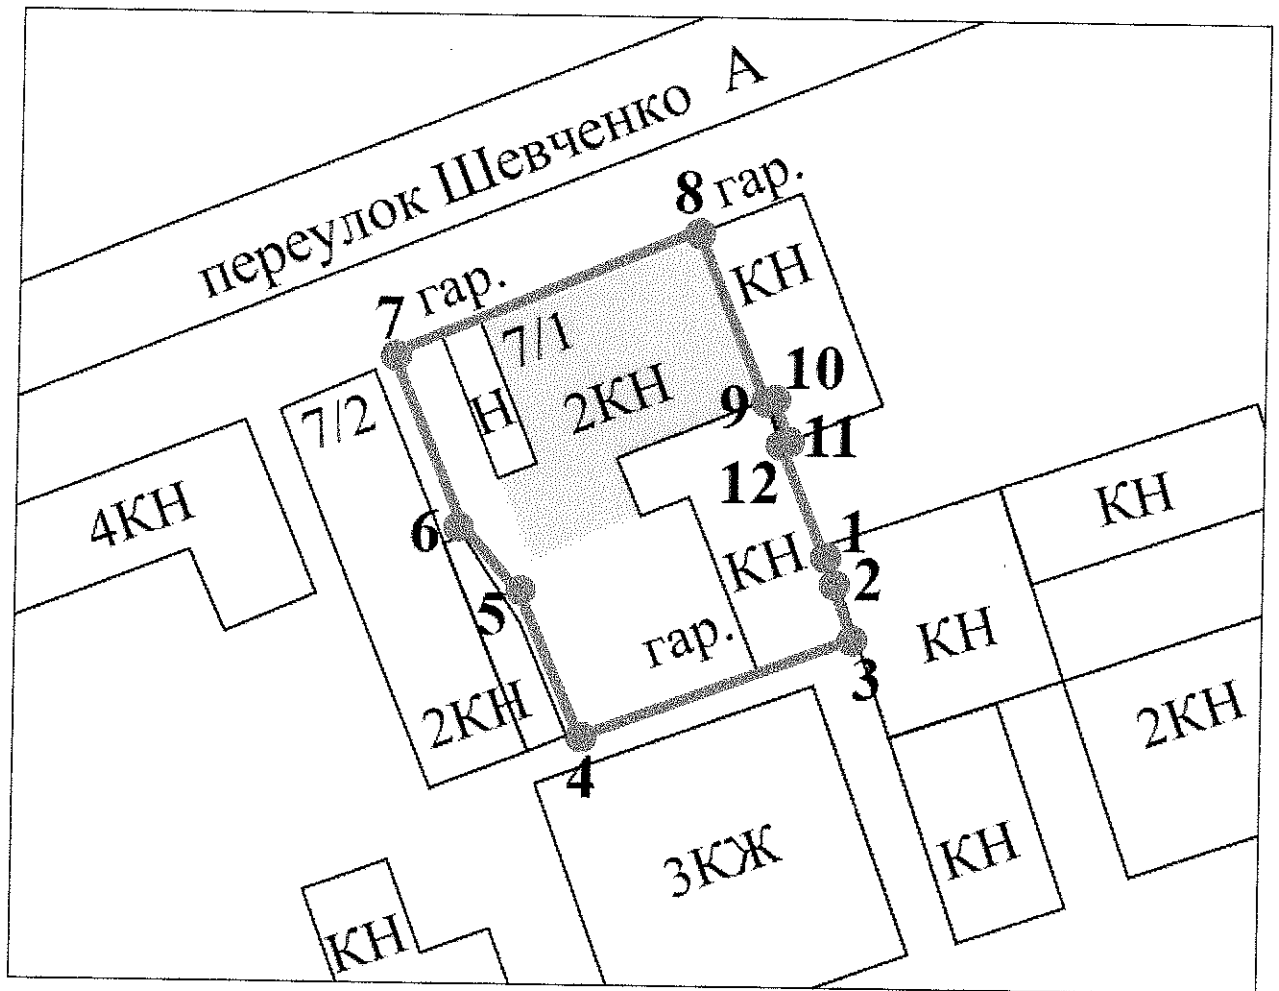 переулок Шевченко А
8 гар.
7 гар.
КН
7/1
10
Н
2КН
9
7/2
11
12
4КН
КН
6
1
КН
2
5
гар.
КН
3
2КН
2КН
4
3КЖ
КН
КН